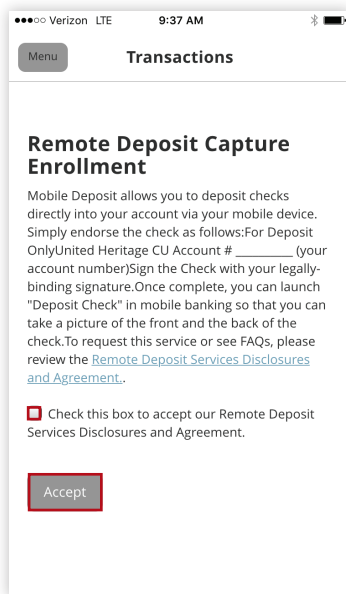 ●●●○○ Verizon LTE 9:37 AM
Menu
Transactions
Remote Deposit Capture
Enrollment
Mobile Deposit allows you to deposit checks
directly into your account via your mobile device.
Simply endorse the check as follows:For Deposit
OnlyUnited Heritage CU Account # _________ (your
account number)Sign the Check with your legally-
binding signature.Once complete, you can launch
"Deposit Check" in mobile banking so that you can
take a picture of the front and the back of the
check.To request this service or see FAQs, please
review the Remote Deposit Services Disclosures
and Agreement..
Check this box to accept our Remote Deposit
Services Disclosures and Agreement.
Accept